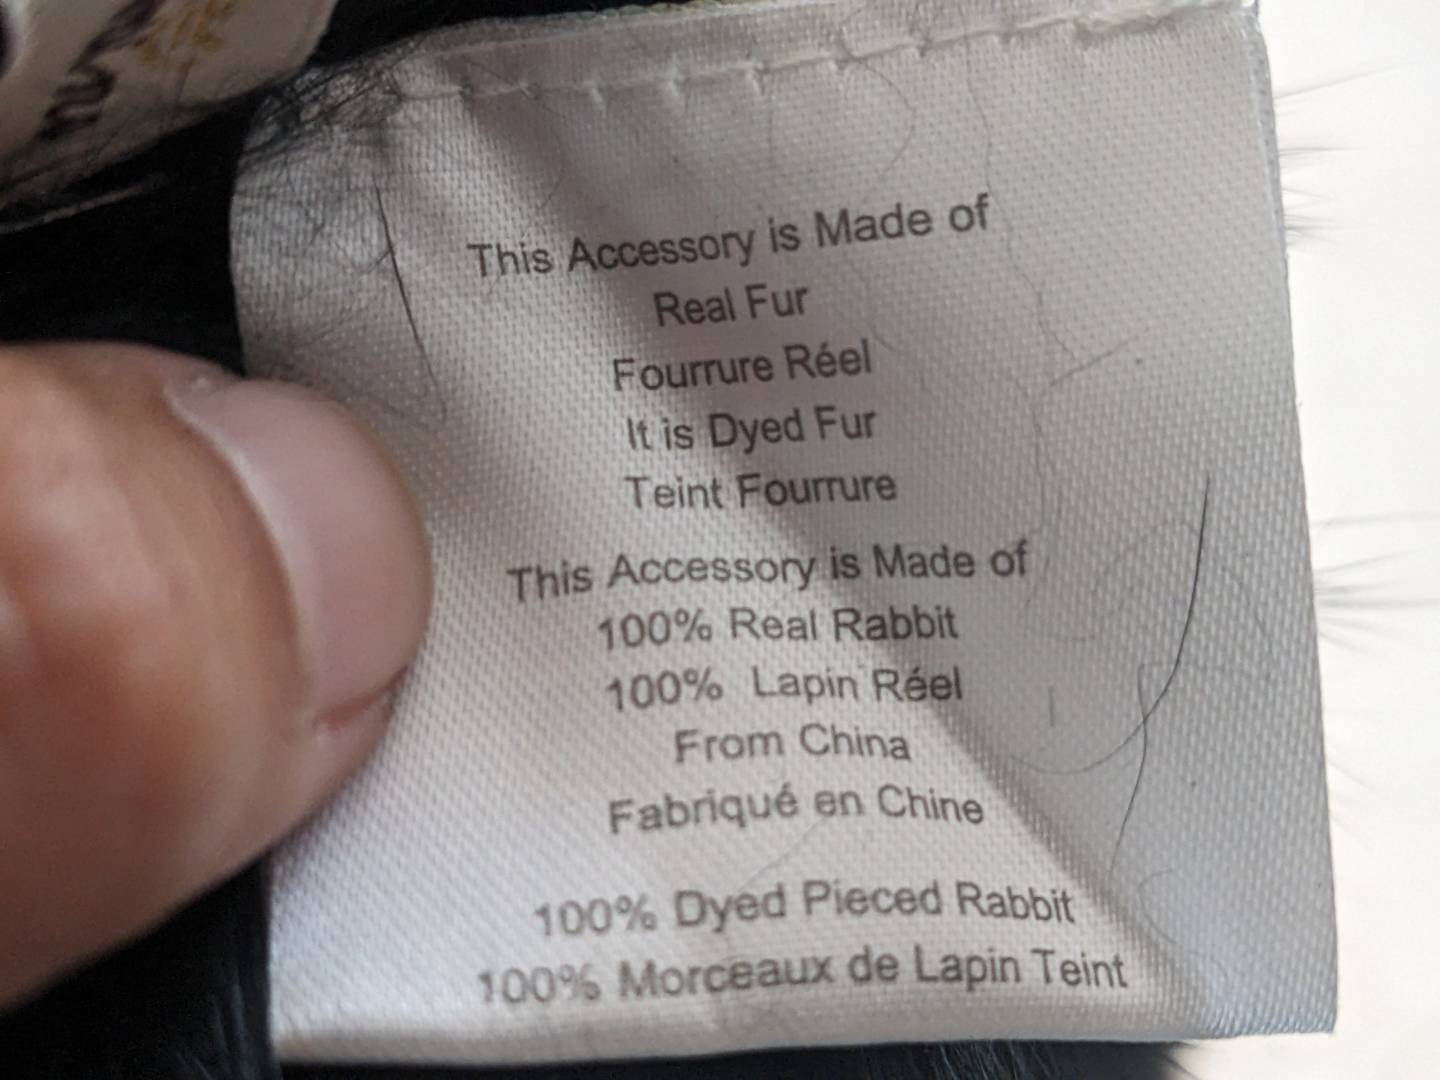 This Accessory is Made of
Real Fur
Fourrure Réel
It is Dyed Fur
Teint Fourrure
This Accessory is Made of
100% Real Rabbit
100% Lapin Réel
From China
Fabriqué en Chine
100% Dyed Pieced Rabbit
100% Morceaux de Lapin Teint